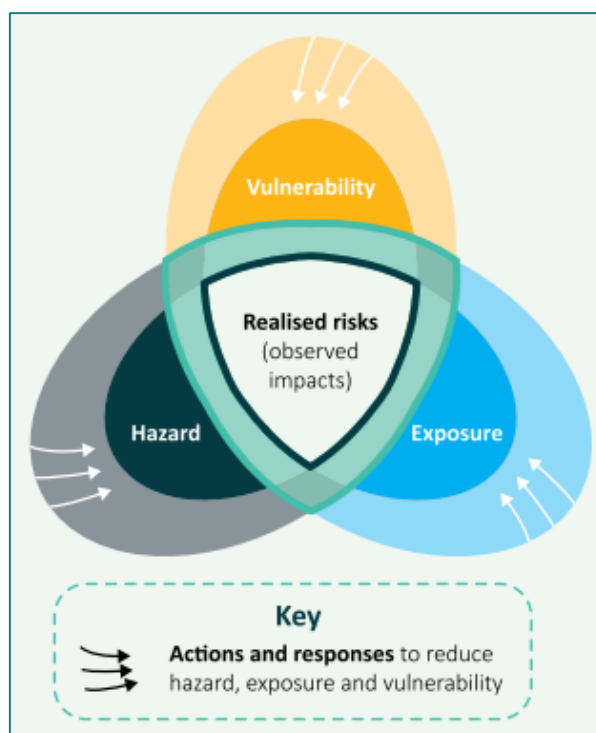 Vulnerability
Realised risks
(observed
impacts)
Hazard
Exposure
Key
Actions and responses to reduce
hazard, exposure and vulnerability